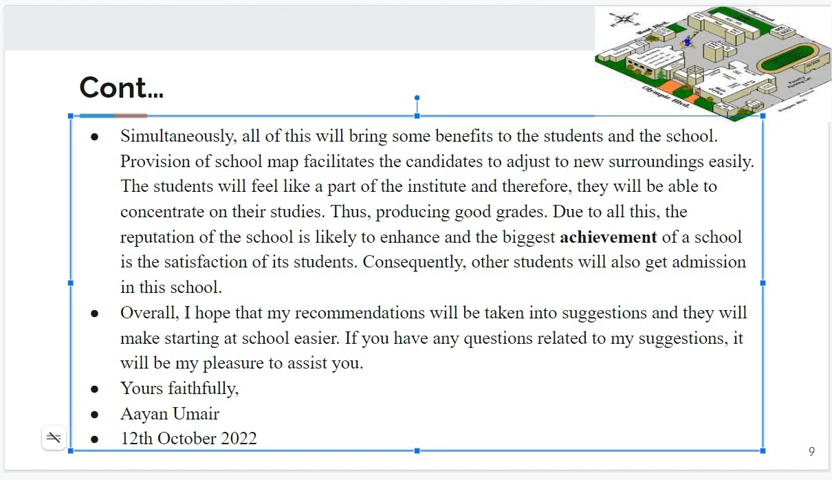 Cont...
● Simultaneously, all of this will bring some benefits to the students and the school.
Provision of school map facilitates the candidates to adjust to new surroundings easily.
The students will feel like a part of the institute and therefore, they will be able to
concentrate on their studies. Thus, producing good grades. Due to all this, the
reputation of the school is likely to enhance and the biggest achievement of a school
is the satisfaction of its students. Consequently, other students will also get admission
in this school.
● Overall, I hope that my recommendations will be taken into suggestions and they will
make starting at school easier. If you have any questions related to my suggestions, it
will be my pleasure to assist you.
● Yours faithfully,
● Aayan Umair
● 12th October 2022
9
Olympic Blvd.